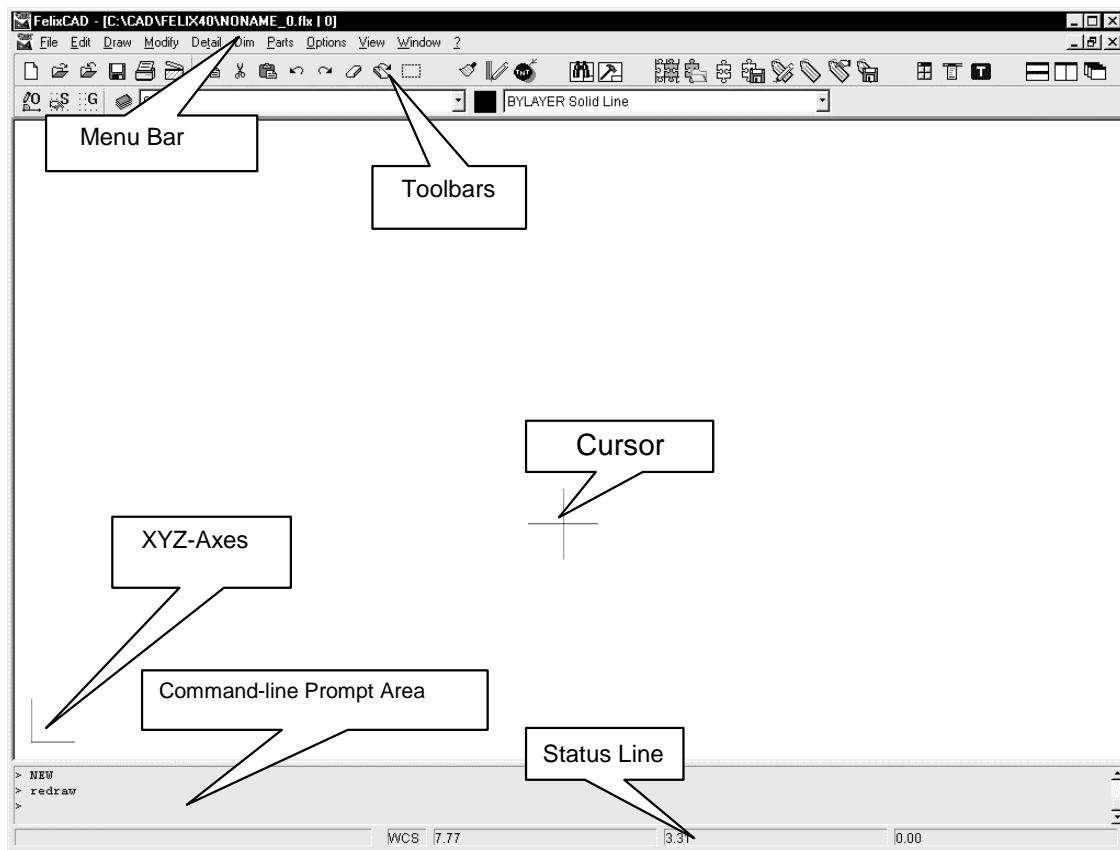 FelixCAD - [C:\CAD\FELIX40\NONAME_0.flx | 0]
File Edit Draw Modify Detail Dim Parts Options View Window ?
TNT T
O S G BYLAYER Solid Line
Menu Bar
Toolbars
Cursor
XYZ-Axes
Command-line Prompt Area
Status Line
> NEW
> redraw
>
WCS 7.77 3.31 0.00